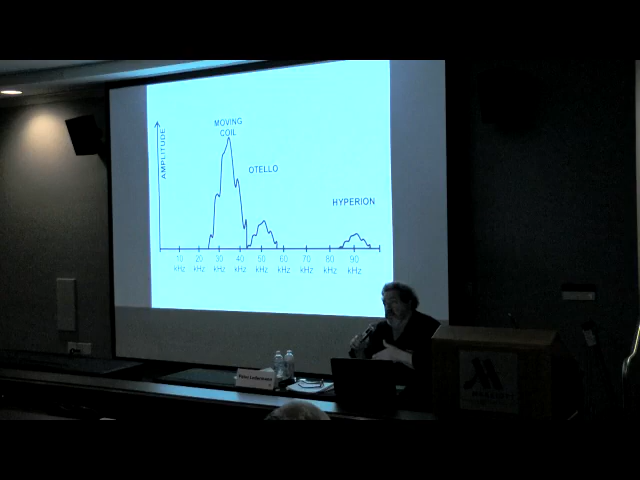 MOVING
COIL
AMPLITUDE
OTELLO
HYPERION
10 20 30 40 50 60 70 80 90
kHz kHz kHz kHz kHz kHz kHz kHz kHz